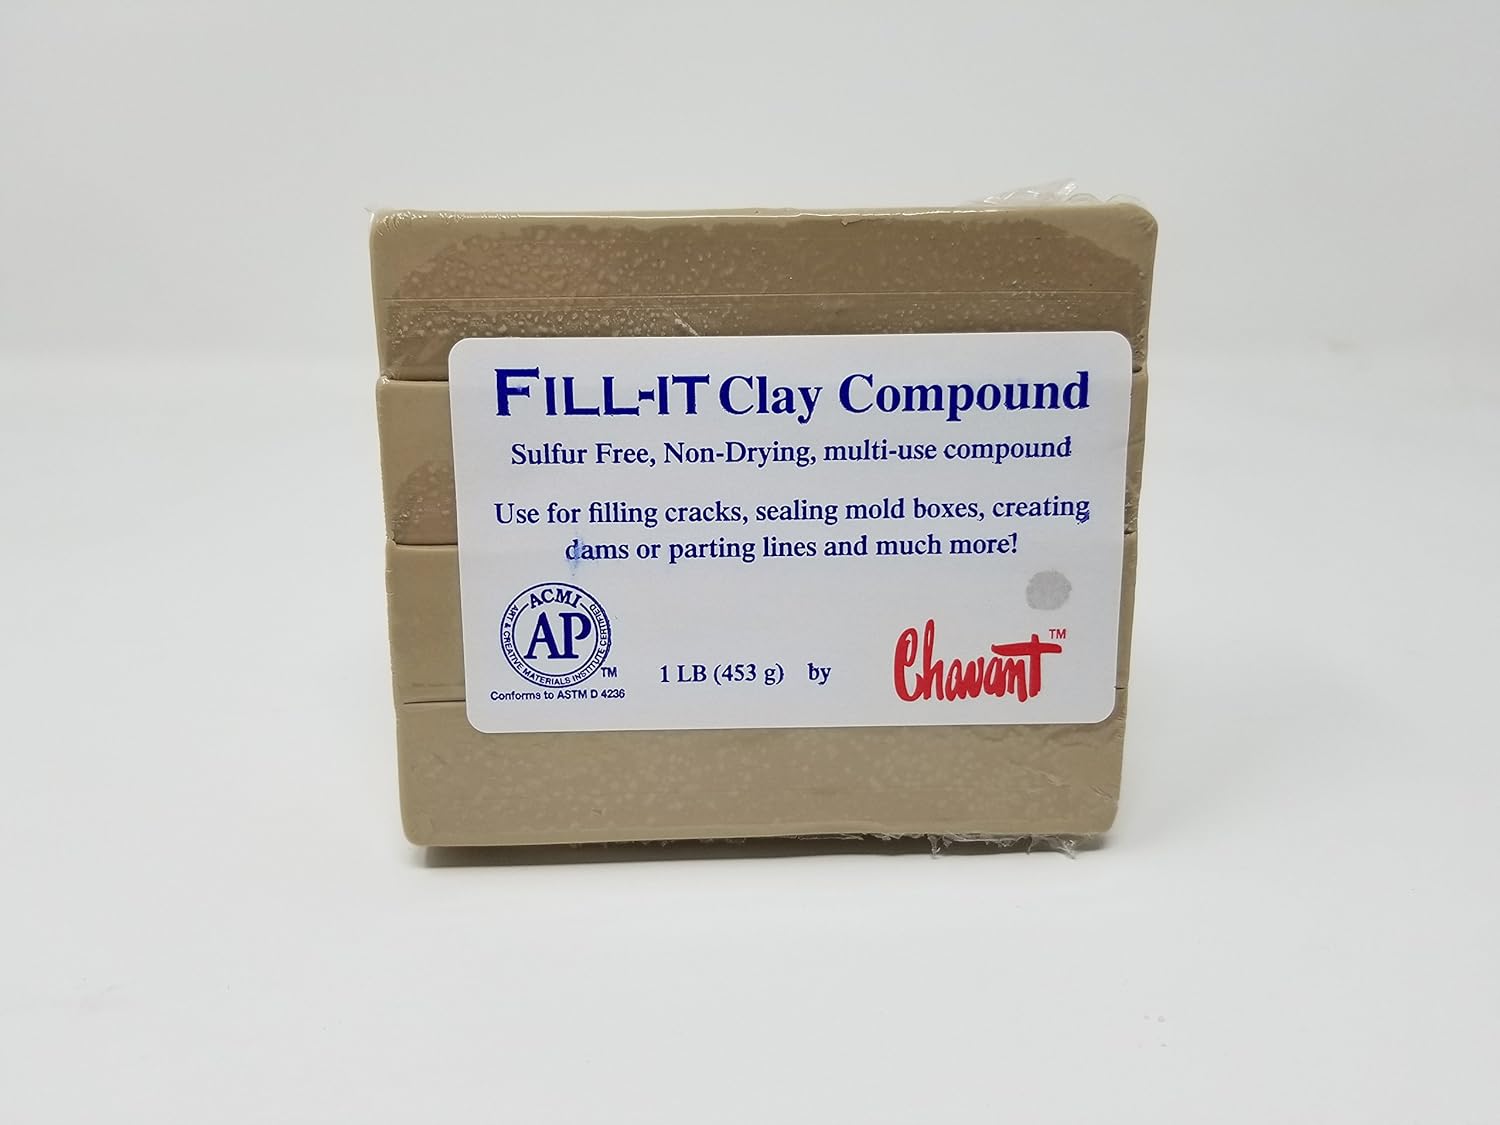 FILL-IT Clay Compound
Sulfur Free, Non-Drying, multi-use compound
Use for filling cracks, sealing mold boxes, creating
dams or parting lines and much more!
ACMI
AP
ART & CREATIVE MATERIALS INSTITUTE CERTIFIED
TM
Conforms to ASTM D 4236
1 LB (453 g) by
Chavant TM